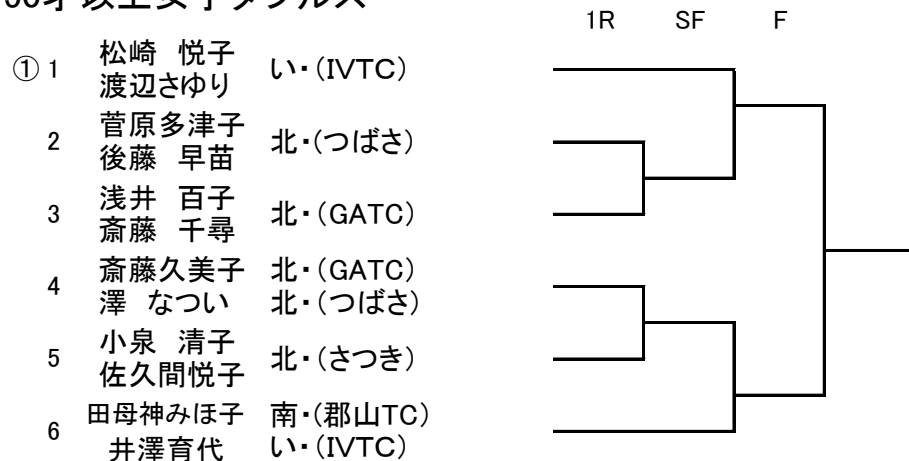 才以上女子ダブルス
1R SF F
① 1 松崎 悦子 い・(IVTC)
渡辺さゆり
2 菅原多津子 北・(つばさ)
後藤 早苗
3 浅井 百子 北・(GATC)
斎藤 千尋
4 斎藤久美子 北・(GATC)
澤 なつい 北・(つばさ)
5 小泉 清子 北・(さつき)
佐久間悦子
6 田母神みほ子 南・(郡山TC)
井澤育代 い・(IVTC)